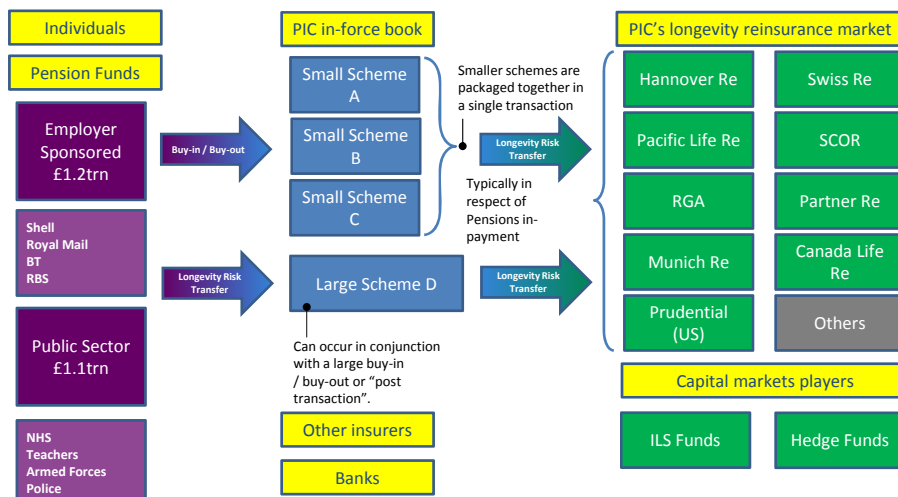 Individuals
Pension Funds
Employer
Sponsored
£1.2trn
Shell
Royal Mail
BT
RBS
Public Sector
£1.1trn
NHS
Teachers
Armed Forces
Police
Buy-in / Buy-out
Longevity Risk
Transfer
PIC in-force book
Small Scheme
A
Small Scheme
B
Small Scheme
C
Large Scheme D
Can occur in conjunction
with a large buy-in
/ buy-out or “post
transaction”.
Other insurers
Banks
Smaller schemes are
packaged together in
a single transaction
Longevity Risk
Transfer
Typically in
respect of
Pensions in-
payment
Longevity Risk
Transfer
PIC’s longevity reinsurance market
Hannover Re
Swiss Re
Pacific Life Re
SCOR
RGA
Partner Re
Munich Re
Canada Life
Re
Prudential
(US)
Others
Capital markets players
ILS Funds
Hedge Funds